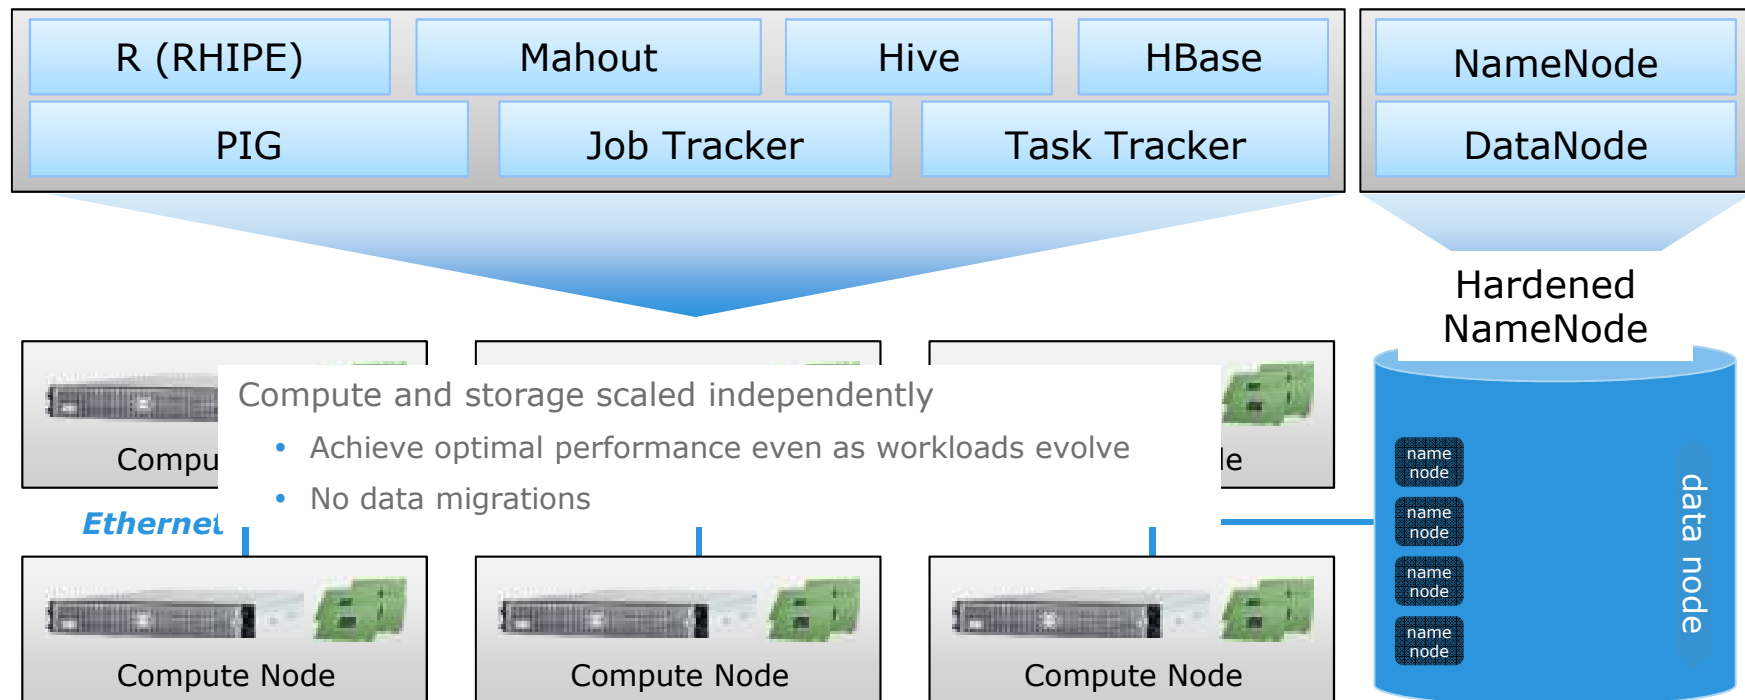 R (RHIPE)
Mahout
Hive
HBase
NameNode
PIG
Job Tracker
Task Tracker
DataNode
Hardened
NameNode
Compute and storage scaled independently
• Achieve optimal performance even as workloads evolve
• No data migrations
Ethernet
Compute Node
Compute Node
Compute Node
name
node
name
node
name
node
name
node
data node